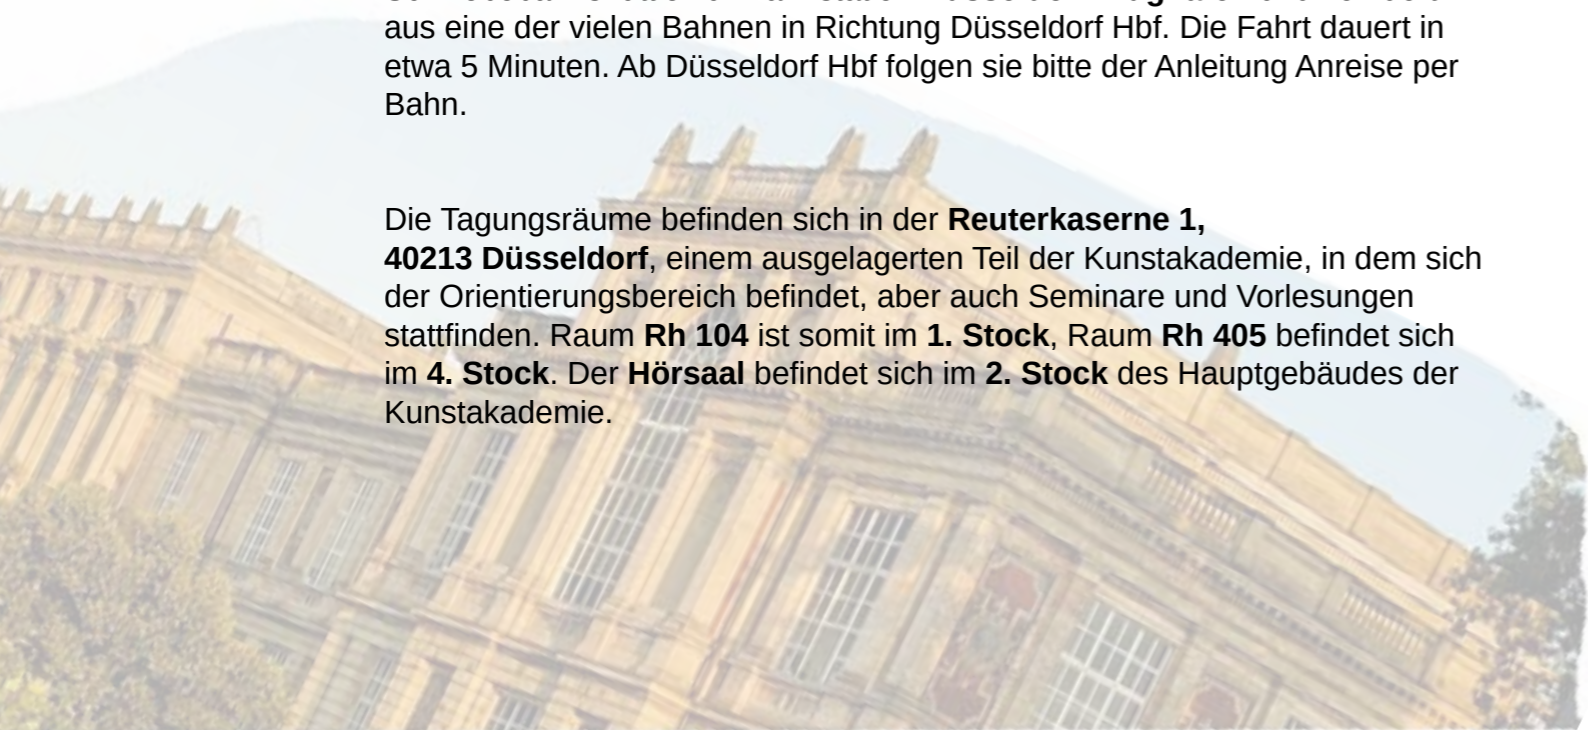 aus eine der vielen Bahnen in Richtung Düsseldorf Hbf. Die Fahrt dauert in
etwa 5 Minuten. Ab Düsseldorf Hbf folgen sie bitte der Anleitung Anreise per
Bahn.
Die Tagungsräume befinden sich in der Reuterkaserne 1,
40213 Düsseldorf, einem ausgelagerten Teil der Kunstakademie, in dem sich
der Orientierungsbereich befindet, aber auch Seminare und Vorlesungen
stattfinden. Raum Rh 104 ist somit im 1. Stock, Raum Rh 405 befindet sich
im 4. Stock. Der Hörsaal befindet sich im 2. Stock des Hauptgebäudes der
Kunstakademie.